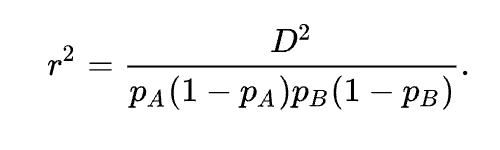 r^2 = \frac{D^2}{p_A(1 - p_A)p_B(1 - p_B)}.